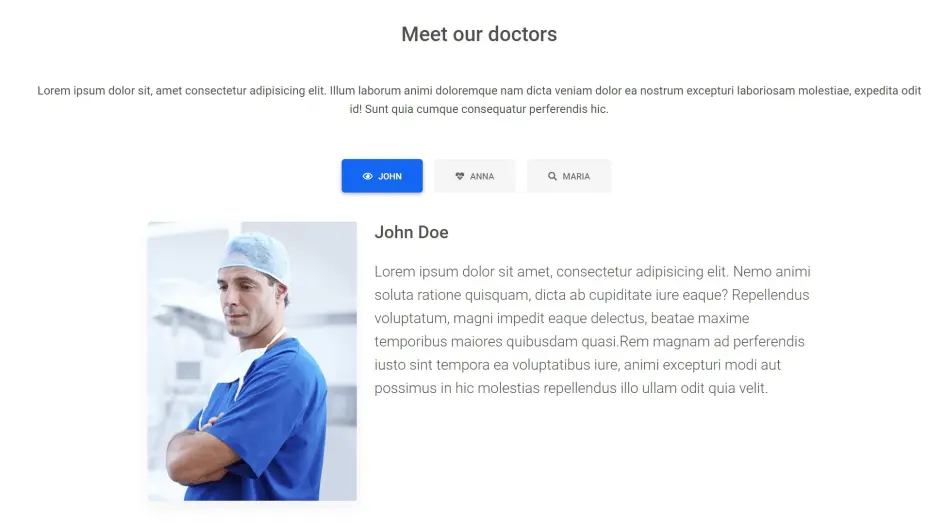 Meet our doctors
Lorem ipsum dolor sit, amet consectetur adipisicing elit. Illum laborum animi doloremque nam dicta veniam dolor ea nostrum excepturi laboriosam molestiae, expedita odit
id! Sunt quia cumque consequatur perferendis hic.
JOHN
ANNA
MARIA
John Doe
Lorem ipsum dolor sit amet, consectetur adipisicing elit. Nemo animi
soluta ratione quisquam, dicta ab cupiditate iure eaque? Repellendus
voluptatum, magni impedit eaque delectus, beatae maxime
temporibus maiores quibusdam quasi.Rem magnam ad perferendis
iusto sint tempora ea voluptatibus iure, animi excepturi modi aut
possimus in hic molestias repellendus illo ullam odit quia velit.